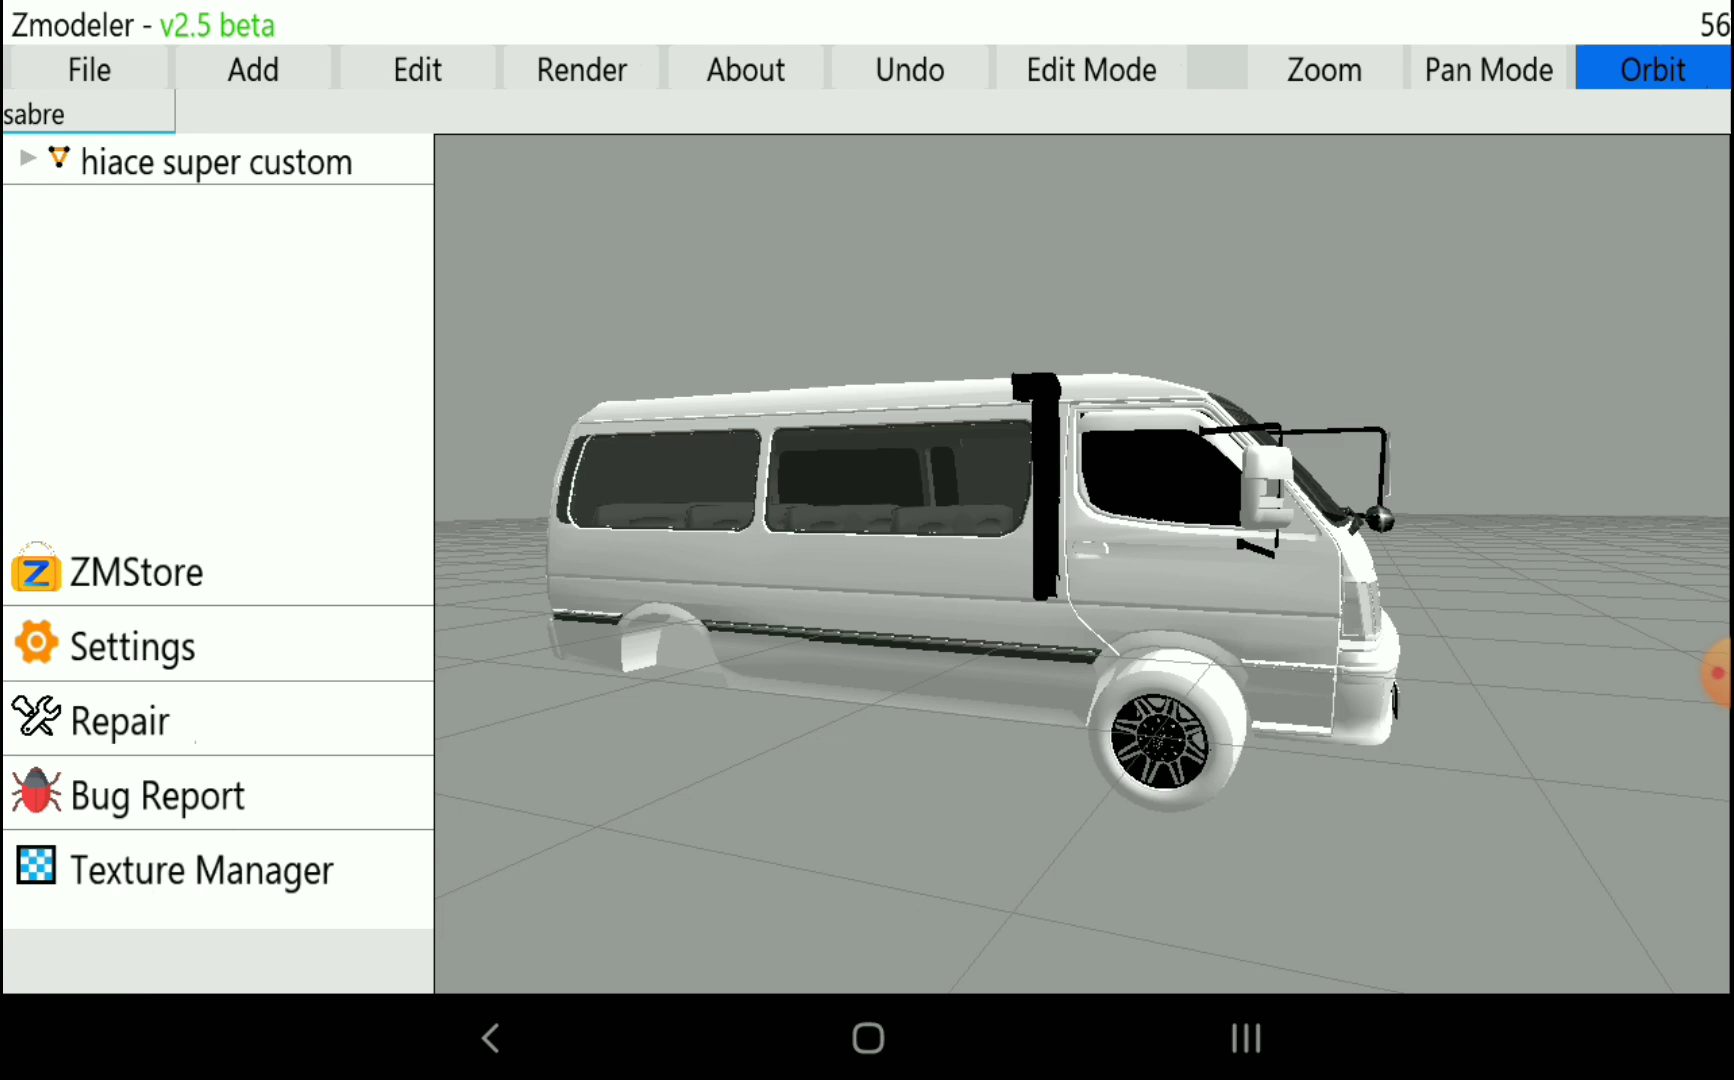 Zmodeler - v2.5 beta
56
File Add Edit Render About Undo Edit Mode Zoom Pan Mode Orbit
sabre
hiace super custom
ZMStore
Settings
Repair
Bug Report
Texture Manager